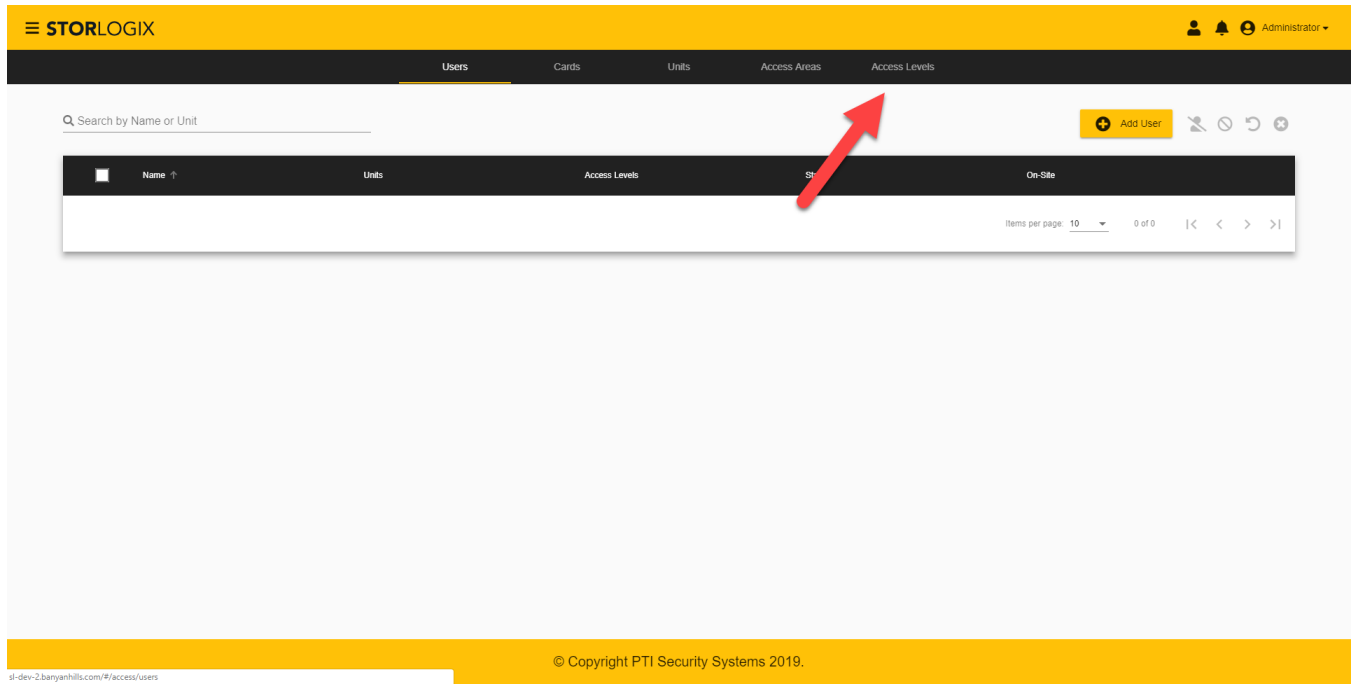 STORLOGIX
Administrator
Users Cards Units Access Areas Access Levels
Search by Name or Unit
Add User
Name Units Access Levels On-Site
Items per page: 10 0 of 0
© Copyright PTI Security Systems 2019.
sl-dev-2.banyanhills.com/#/access/users